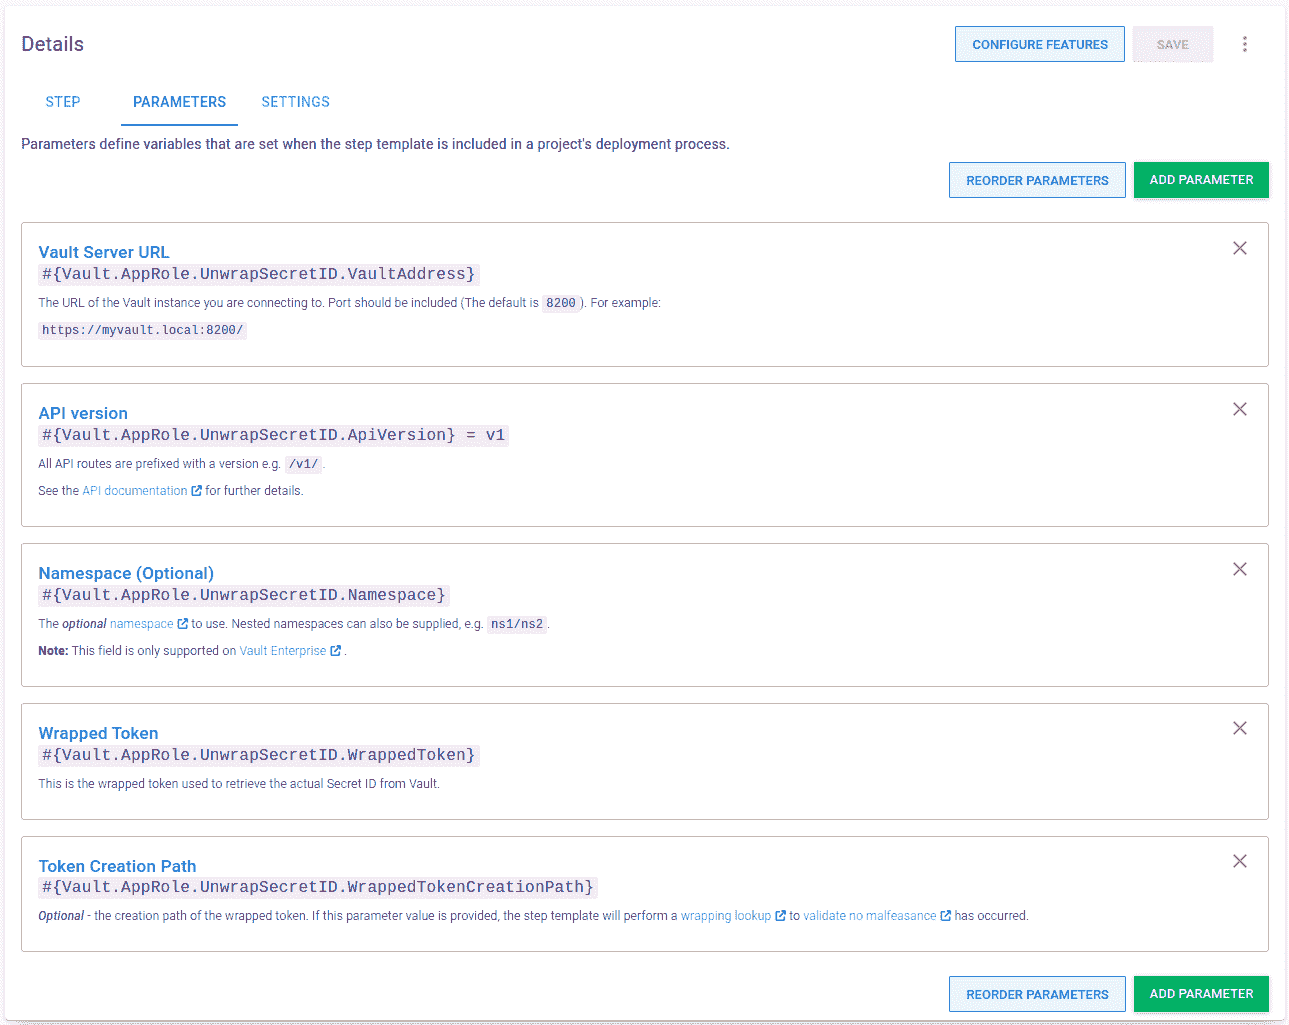 Details
CONFIGURE FEATURES
SAVE
STEP
PARAMETERS
SETTINGS
Parameters define variables that are set when the step template is included in a project's deployment process.
REORDER PARAMETERS
ADD PARAMETER
Vault Server URL
#{Vault.AppRole.UnwrapSecretID.VaultAddress}
The URL of the Vault instance you are connecting to. Port should be included (The default is 8200 ). For example:
https://myvault.local:8200/
API version
#{Vault.AppRole.UnwrapSecretID.ApiVersion} = v1
All API routes are prefixed with a version e.g. /v1/ .
See the API documentation for further details.
Namespace (Optional)
#{Vault.AppRole.UnwrapSecretID.Namespace}
The optional namespace to use. Nested namespaces can also be supplied, e.g. ns1/ns2 .
Note: This field is only supported on Vault Enterprise .
Wrapped Token
#{Vault.AppRole.UnwrapSecretID.WrappedToken}
This is the wrapped token used to retrieve the actual Secret ID from Vault.
Token Creation Path
#{Vault.AppRole.UnwrapSecretID.WrappedTokenCreationPath}
Optional - the creation path of the wrapped token. If this parameter value is provided, the step template will perform a wrapping lookup to validate no malfeasance has occurred.
REORDER PARAMETERS
ADD PARAMETER